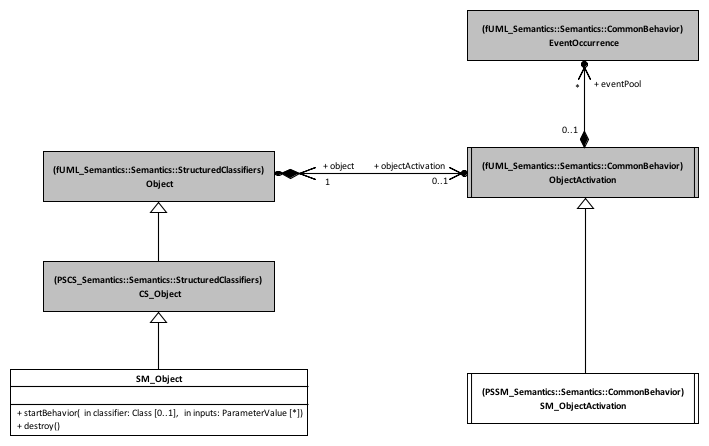 (fUML_Semantics::Semantics::CommonBehavior)
EventOccurrence
*
+ eventPool
0..1
(fUML_Semantics::Semantics::StructuredClassifiers)
Object
+ object
+ objectActivation
1
0..1
(fUML_Semantics::Semantics::CommonBehavior)
ObjectActivation
(PSCS_Semantics::Semantics::StructuredClassifiers)
CS_Object
SM_Object
+ startBehavior( in classifier: Class [0..1], in inputs: ParameterValue [*])
+ destroy()
(PSSM_Semantics::Semantics::CommonBehavior)
SM_ObjectActivation